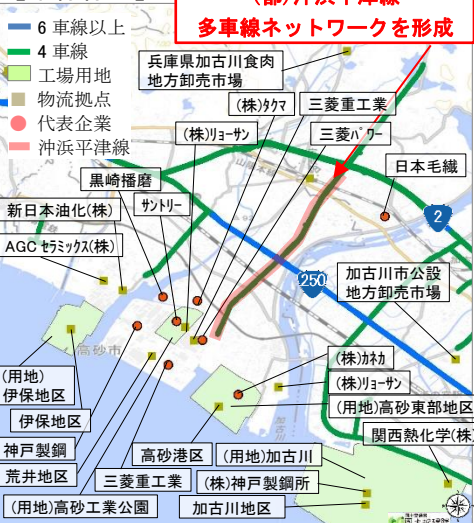 多車線ネットワークを形成
6 車線以上
4 車線
工場用地
物流拠点
代表企業
沖浜平津線
兵庫県加古川食肉
地方卸売市場
(株)タクマ
三菱重工業
(株)リョーサン
三菱パワー
黒崎播磨
日本毛織
サントリー
新日本油化(株)
AGC セラミックス(株)
2
250
加古川市公設
地方卸売市場
高砂市
(用地)
伊保地区
伊保地区
(株)カネカ
(株)リョーサン
(用地)高砂東部地区
神戸製鋼
高砂港区
(用地)加古川
関西熱化学(株)
荒井地区
三菱重工業
(株)神戸製鋼所
(用地)高砂工業公園
加古川地区